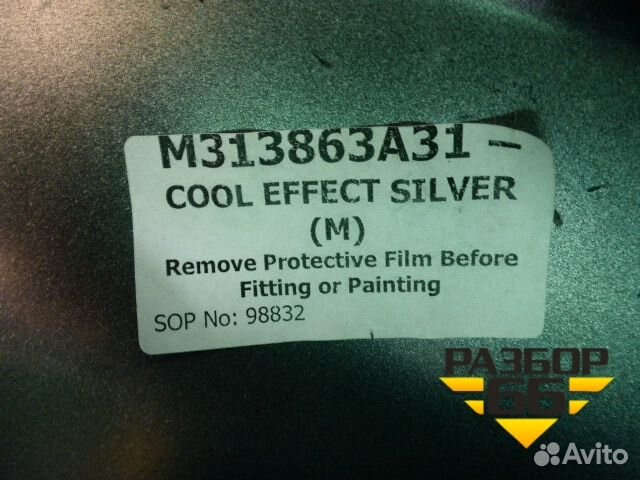 M313863A31 –
COOL EFFECT SILVER
(M)
Remove Protective Film Before
Fitting or Painting
SOP No: 98832
РАЗБОР
66
Avito